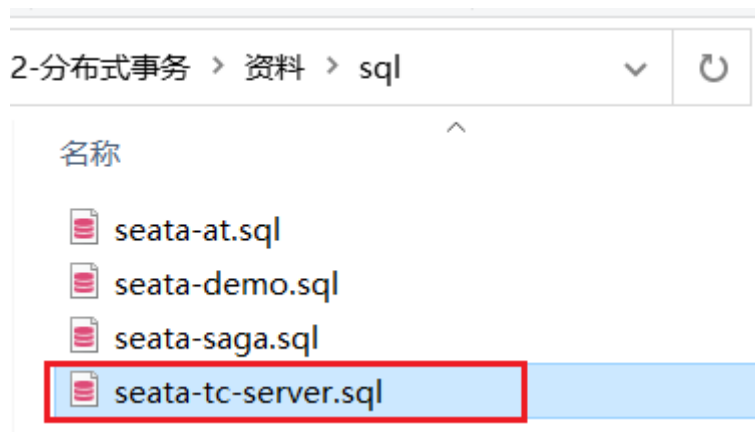 2-分布式事务 > 资料 > sql
名称
seata-at.sql
seata-demo.sql
seata-saga.sql
seata-tc-server.sql